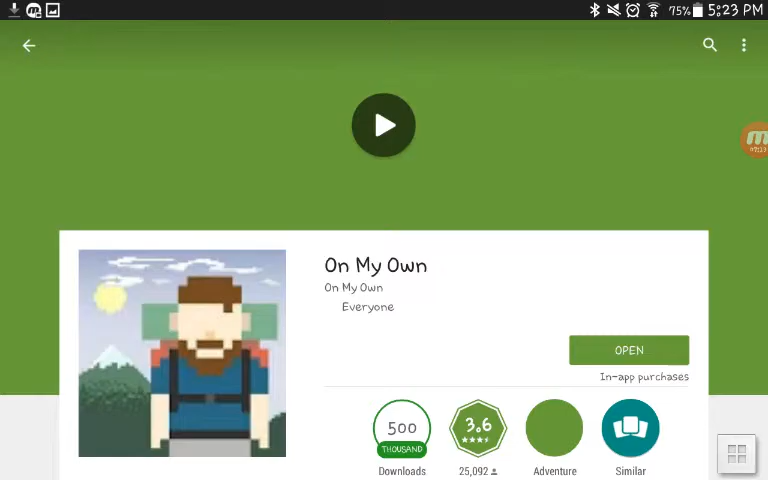 75% 5:23 PM
On My Own
On My Own
Everyone
OPEN
In-app purchases
500
THOUSAND
3.6
Downloads
25,092
Adventure
Similar